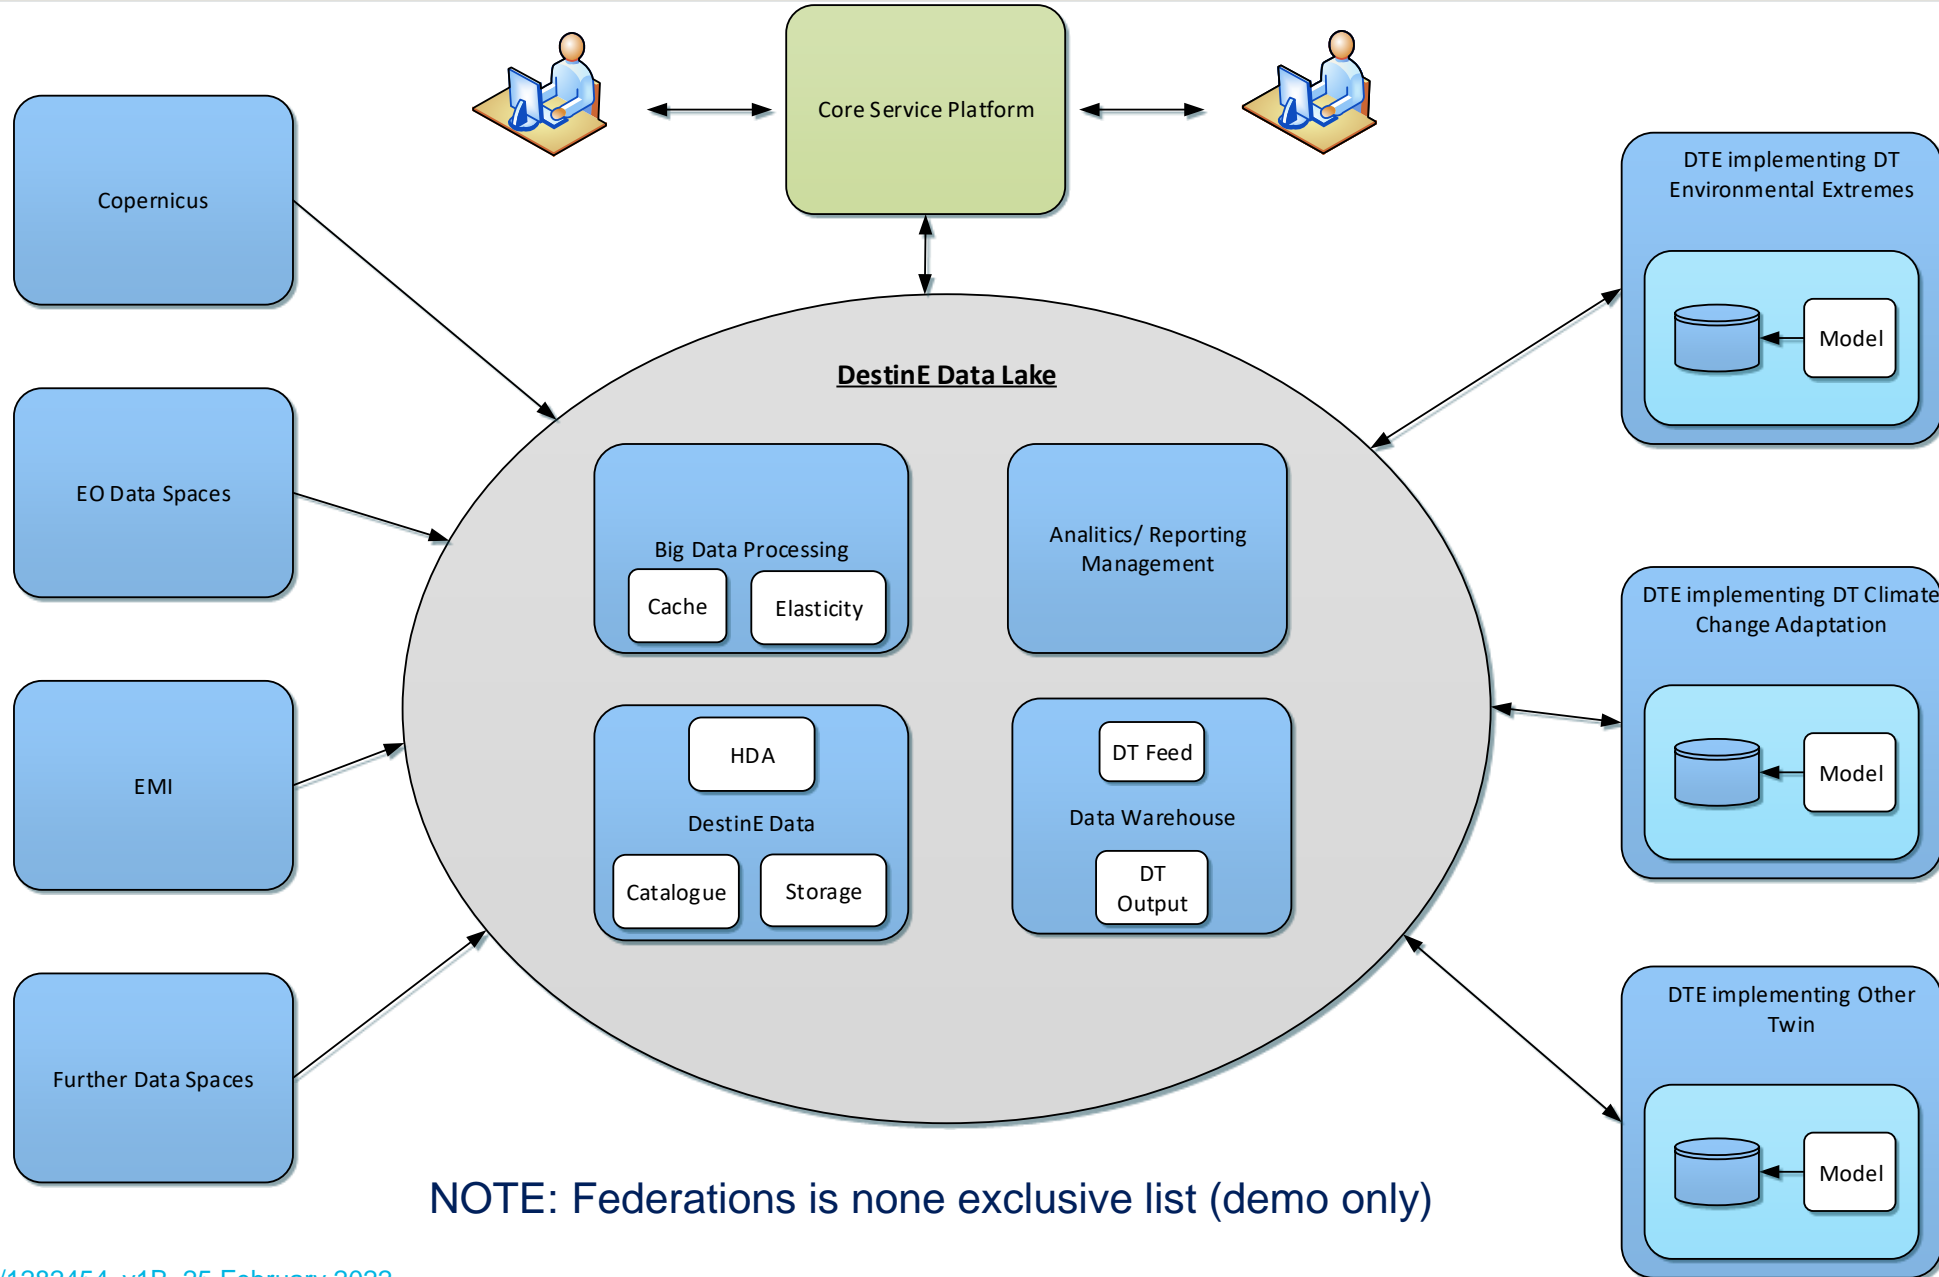 Core Service Platform
Copernicus
EO Data Spaces
EMI
Further Data Spaces
DestinE Data Lake
Big Data Processing
Cache
Elasticity
Analitics/ Reporting
Management
HDA
DestinE Data
Catalogue
Storage
DT Feed
Data Warehouse
DT
Output
DTE implementing DT
Environmental Extremes
Model
DTE implementing DT Climate
Change Adaptation
Model
DTE implementing Other
Twin
Model
NOTE: Federations is none exclusive list (demo only)